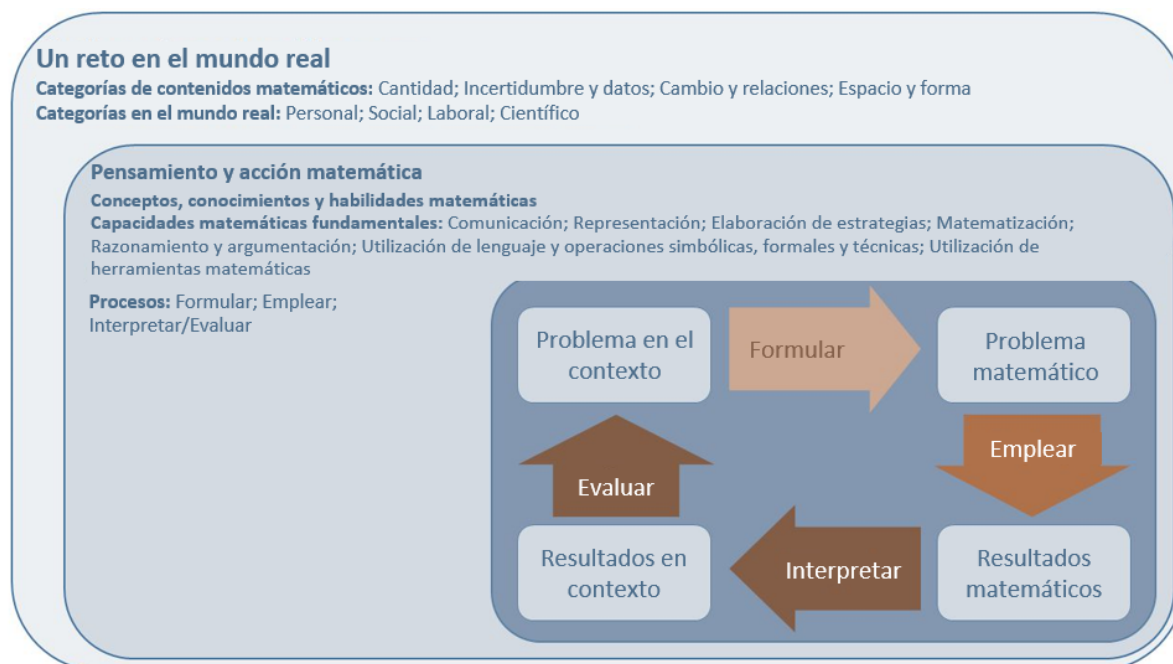 Un reto en el mundo real
Categorías de contenidos matemáticos: Cantidad; Incertidumbre y datos; Cambio y relaciones; Espacio y forma
Categorías en el mundo real: Personal; Social; Laboral; Científico
Pensamiento y acción matemática
Conceptos, conocimientos y habilidades matemáticas
Capacidades matemáticas fundamentales: Comunicación; Representación; Elaboración de estrategias; Matematización;
Razonamiento y argumentación; Utilización de lenguaje y operaciones simbólicas, formales y técnicas; Utilización de
herramientas matemáticas
Procesos: Formular; Emplear;
Interpretar/Evaluar
Problema en el
contexto
Formular
Problema
matemático
Emplear
Evaluar
Resultados en
contexto
Interpretar
Resultados
matemáticos